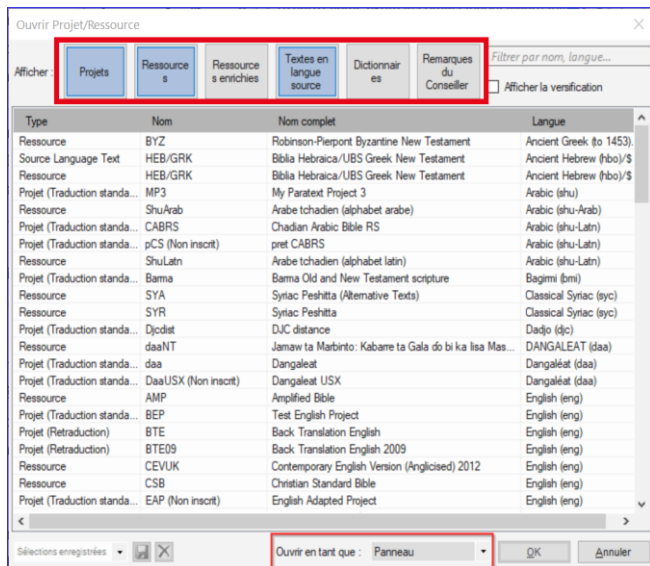 Ouvrir Projet/Ressource
Afficher :
Projets
Ressource
s
Ressource
s enrichies
Textes en
langue
source
Dictionnair
es
Remarques
du
Conseiller
Filtrer par nom, langue...
Afficher la versification
Type Nom Nom complet Langue
Ressource BYZ Robinson-Pierpont Byzantine New Testament Ancient Greek (to 1453).
Source Language Text HEB/GRK Biblia Hebraica/UBS Greek New Testament Ancient Hebrew (hbo)/$
Ressource HEB/GRK Biblia Hebraica/UBS Greek New Testament Ancient Hebrew (hbo)/$
Projet (Traduction standa... MP3 My Paratext Project 3 Arabic (shu)
Ressource ShuArab Arabe tchadien (alphabet arabe) Arabic (shu-Arab)
Projet (Traduction standa... CABRS Chadian Arabic Bible RS Arabic (shu-Latn)
Projet (Traduction standa... pCS (Non inscrit) pret CABRS Arabic (shu-Latn)
Ressource ShuLatn Arabe tchadien (alphabet latin) Arabic (shu-Latn)
Projet (Traduction standa... Barma Barma Old and New Testament scripture Bagirmi (bmi)
Ressource SYA Syriac Peshitta (Alternative Texts) Classical Syriac (syc)
Ressource SYR Syriac Peshitta Classical Syriac (syc)
Projet (Traduction standa... Djcdist DJC distance Dadjo (djc)
Ressource daaNT Jamaw ta Marbinto: Kabarre ta Gala ɗo bi ka lisa Mas... DANGALEAT (daa)
Projet (Traduction standa... daa Dangaleat Dangaléat (daa)
Projet (Traduction standa... DaaUSX (Non inscrit) Dangaleat USX Dangaléat (daa)
Ressource AMP Amplified Bible English (eng)
Projet (Traduction standa... BEP Test English Project English (eng)
Projet (Retraduction) BTE Back Translation English English (eng)
Projet (Retraduction) BTE09 Back Translation English 2009 English (eng)
Ressource CEVUK Contemporary English Version (Anglicised) 2012 English (eng)
Ressource CSB Christian Standard Bible English (eng)
Projet (Traduction standa... EAP (Non inscrit) English Adapted Project English (eng)
Sélections enregistrées
Ouvrir en tant que : Panneau
OK
Annuler